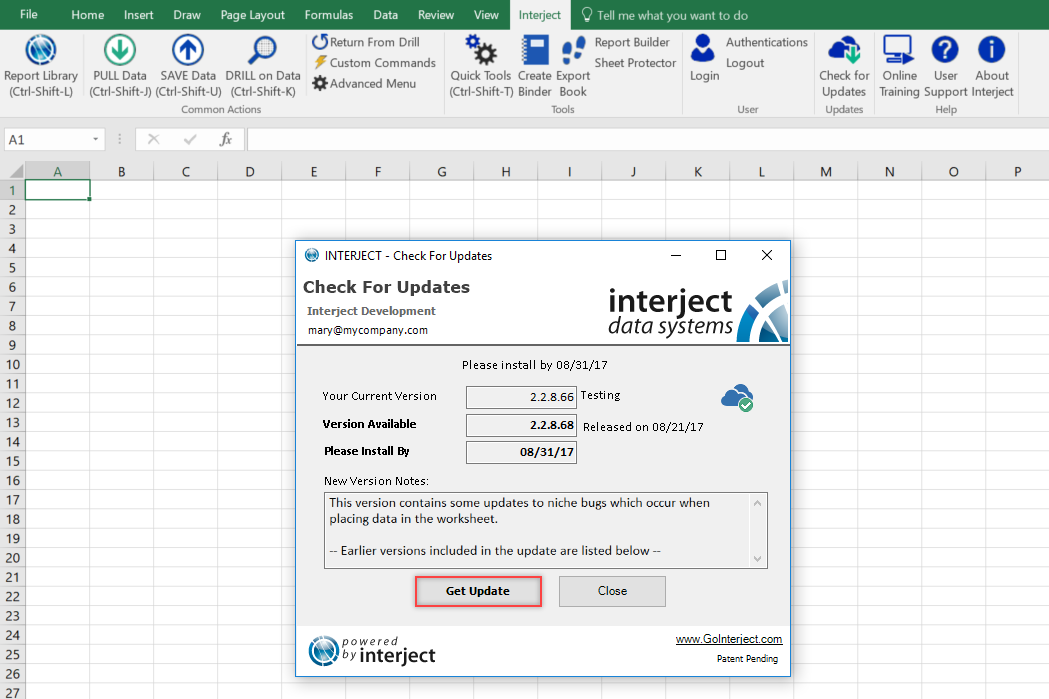 File Home Insert Draw Page Layout Formulas Data Review View Interject Tell me what you want to do
Report Library
(Ctrl-Shift-L)
PULL Data
(Ctrl-Shift-J)
SAVE Data
(Ctrl-Shift-U)
DRILL on Data
(Ctrl-Shift-K)
Return From Drill
Custom Commands
Advanced Menu
Common Actions
Quick Tools
(Ctrl-Shift-T)
Create
Binder
Export
Book
Report Builder
Sheet Protector
Tools
Login
Authentications
Logout
User
Check for
Updates
Updates
Online
Training
User
Support
About
Interject
Help
A1
fx
A B C D E F G H I J K L M N O P
1
2
3
4
5
6
7
8
9
10
11
12
13
14
15
16
17
18
19
20
21
22
23
24
25
26
27
INTERJECT - Check For Updates
Check For Updates
Interject Development
mary@mycompany.com
interject
data systems
Please install by 08/31/17
Your Current Version 2.2.8.66 Testing
Version Available 2.2.8.68 Released on 08/21/17
Please Install By 08/31/17
New Version Notes:
This version contains some updates to niche bugs which occur when
placing data in the worksheet.
-- Earlier versions included in the update are listed below --
Get Update Close
powered
by interject
www.GoInterject.com
Patent Pending